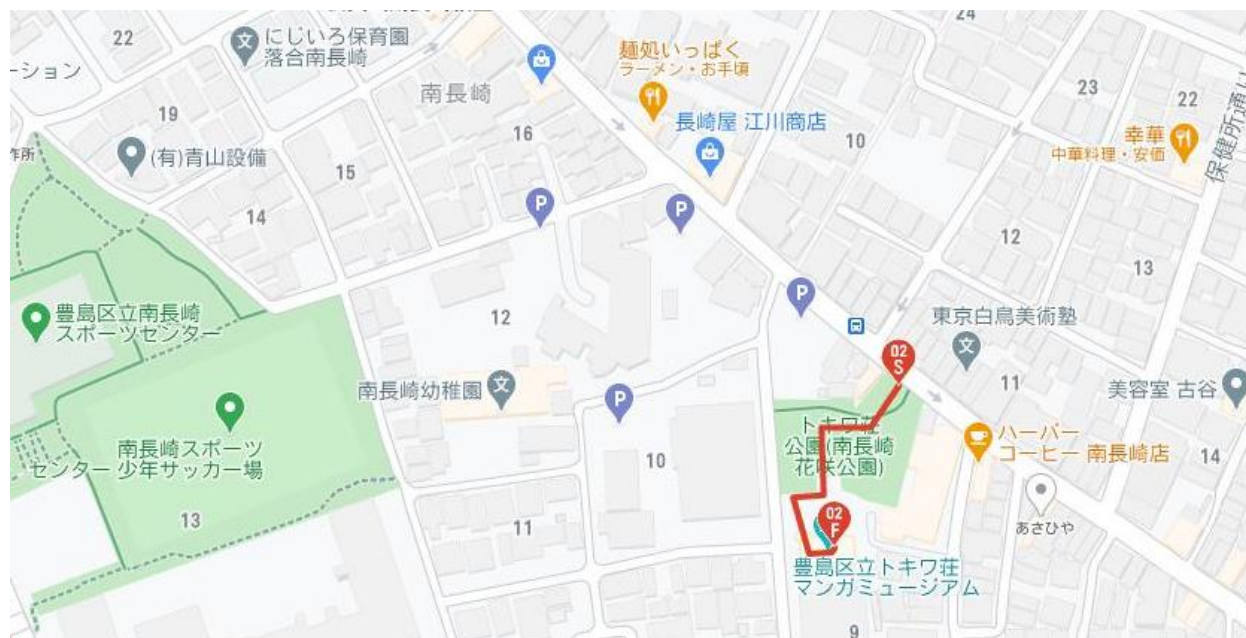 24
22
にじいろ保育園
落合南長崎
ーション
麺処いっぱく
ラーメン・お手頃
南長崎
23
22
19
16
長崎屋 江川商店
10
幸華
中華料理・安価
保健所通り
作所
(有)青山設備
15
P
P
14
12
13
豊島区立南長崎
スポーツセンター
12
P
東京白鳥美術塾
02
S
南長崎幼稚園
P
11
美容室 古谷
トキワ荘
公園(南長崎
花咲公園)
ハーバー
コーヒー 南長崎店
南長崎スポーツ
センター 少年サッカー場
10
14
13
11
02
F
あさひや
豊島区立トキワ荘
マンガミュージアム
9